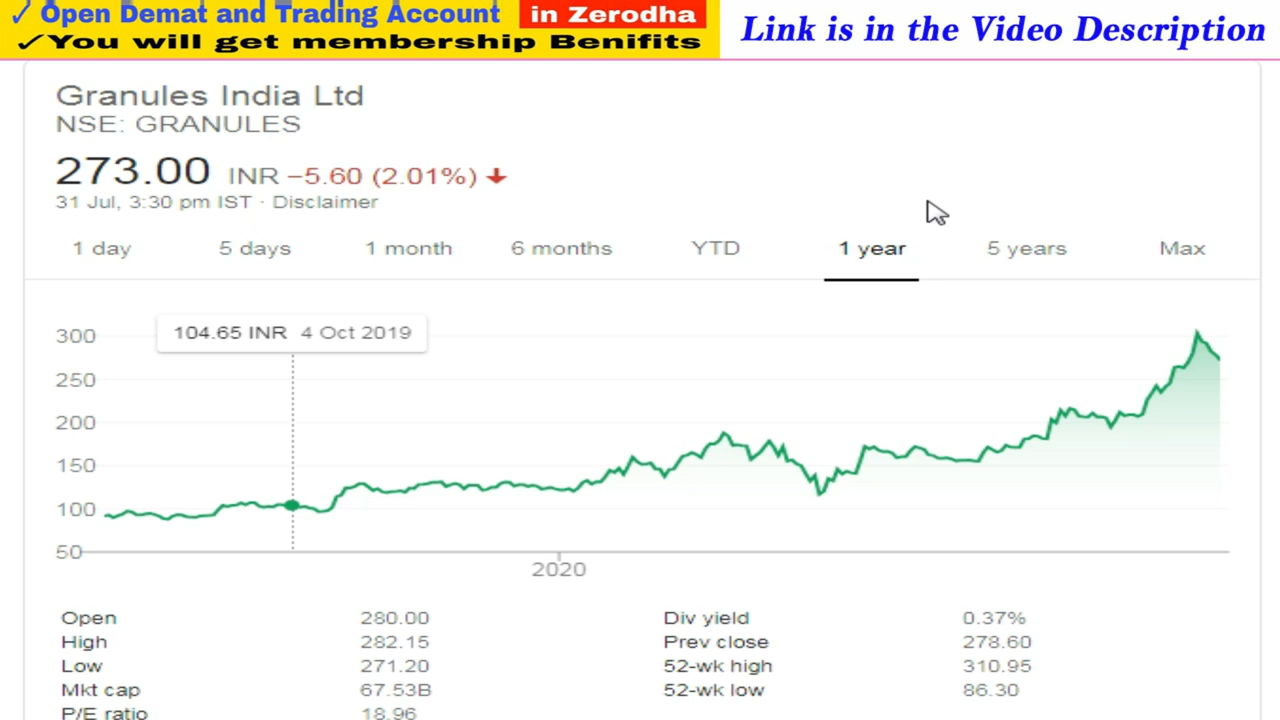 ✓ Open Demat and Trading Account in Zerodha
✓You will get membership Benifits
Link is in the Video Description
Granules India Ltd
NSE: GRANULES
273.00 INR −5.60 (2.01%)
31 Jul, 3:30 pm IST · Disclaimer
1 day 5 days 1 month 6 months YTD 1 year 5 years Max
104.65 INR 4 Oct 2019
300
250
200
150
100
50
2020
Open 280.00 Div yield 0.37%
High 282.15 Prev close 278.60
Low 271.20 52-wk high 310.95
Mkt cap 67.53B 52-wk low 86.30
P/E ratio 18.96